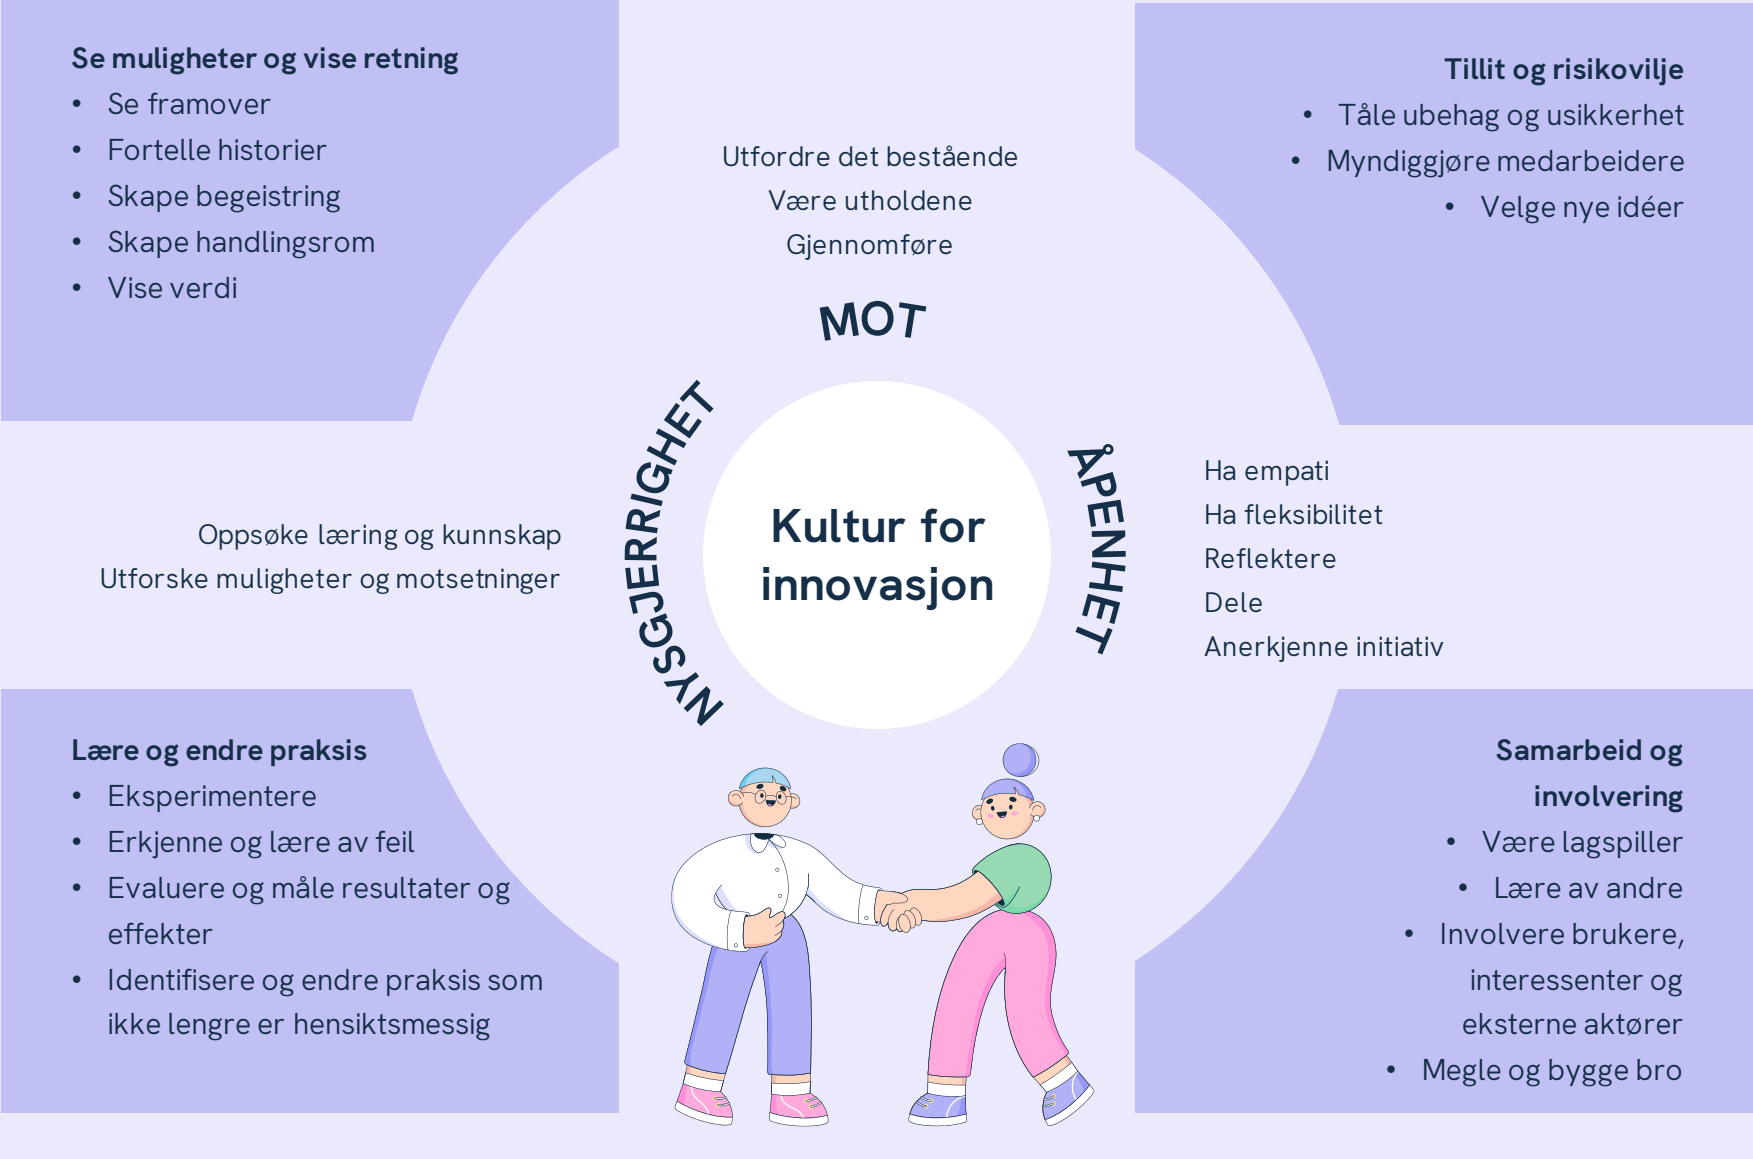 Se muligheter og vise retning
• Se framover
• Fortelle historier
• Skape begeistring
• Skape handlingsrom
• Vise verdi
Utfordre det bestående
Være utholdene
Gjennomføre
MOT
Tillit og risikovilje
• Tåle ubehag og usikkerhet
• Myndiggjøre medarbeidere
• Velge nye idéer
Oppsøke læring og kunnskap
Utforske muligheter og motsetninger
NYSGJERRIGHET
Kultur for
innovasjon
ÅPENHET
Ha empati
Ha fleksibilitet
Reflektere
Dele
Anerkjenne initiativ
Lære og endre praksis
• Eksperimentere
• Erkjenne og lære av feil
• Evaluere og måle resultater og
effekter
• Identifisere og endre praksis som
ikke lengre er hensiktsmessig
Samarbeid og
involvering
• Være lagspiller
• Lære av andre
• Involvere brukere,
interessenter og
eksterne aktører
• Megle og bygge bro